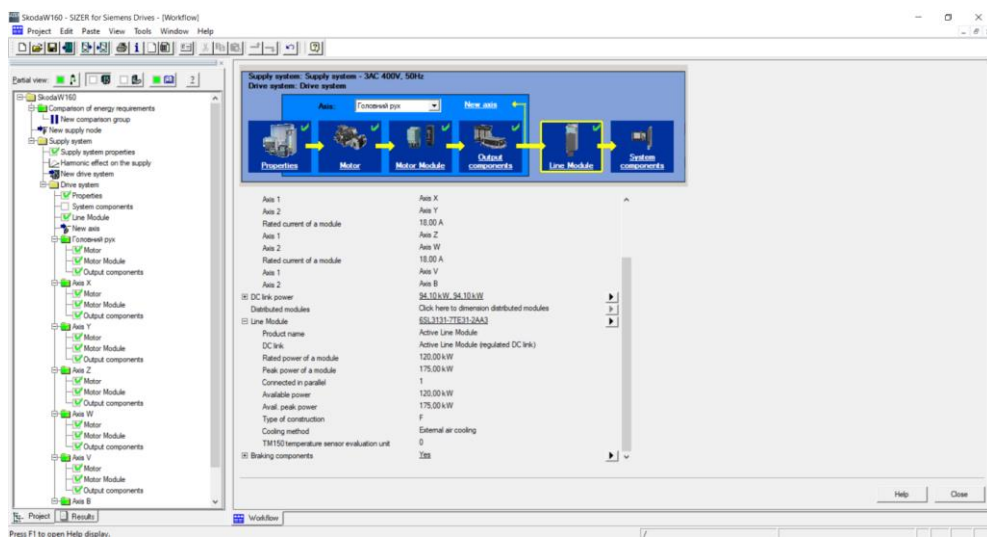 SkodaW160 - SIZER for Siemens Drives - [Workflow]
Project Edit Paste View Tools Window Help
Partial view:
SkodaW160
Comparison of energy requirements
New comparison group
New supply node
Supply system
Supply system properties
Harmonic effect on the supply
New drive system
Drive system
Properties
System components
Line Module
New axis
Головний рух
Motor
Motor Module
Output components
Axis X
Motor
Motor Module
Output components
Axis Y
Motor
Motor Module
Output components
Axis Z
Motor
Motor Module
Output components
Axis W
Motor
Motor Module
Output components
Axis V
Motor
Motor Module
Output components
Axis B
Project Results
Press F1 to open Help display.
Supply system: Supply system - 3AC 400V, 50Hz
Drive system: Drive system
Axis: Головний рух New axis
Properties Motor Motor Module Output components Line Module System components
Axis 1 Axis X
Axis 2 Axis Y
Rated current of a module 18,00 A
Axis 1 Axis Z
Axis 2 Axis W
Rated current of a module 18,00 A
Axis 1 Axis V
Axis 2 Axis B
DC link power 94,10 kW, 94,10 kW
Distributed modules Click here to dimension distributed modules
Line Module 6SL3131-7TE31-2AA3
Product name Active Line Module
DC link Active Line Module (regulated DC link)
Rated power of a module 120,00 kW
Peak power of a module 175,00 kW
Connected in parallel 1
Available power 120,00 kW
Avail. peak power 175,00 kW
Type of construction F
Cooling method External air cooling
TM150 temperature sensor evaluation unit 0
Braking components Yes
Help Close
Workflow